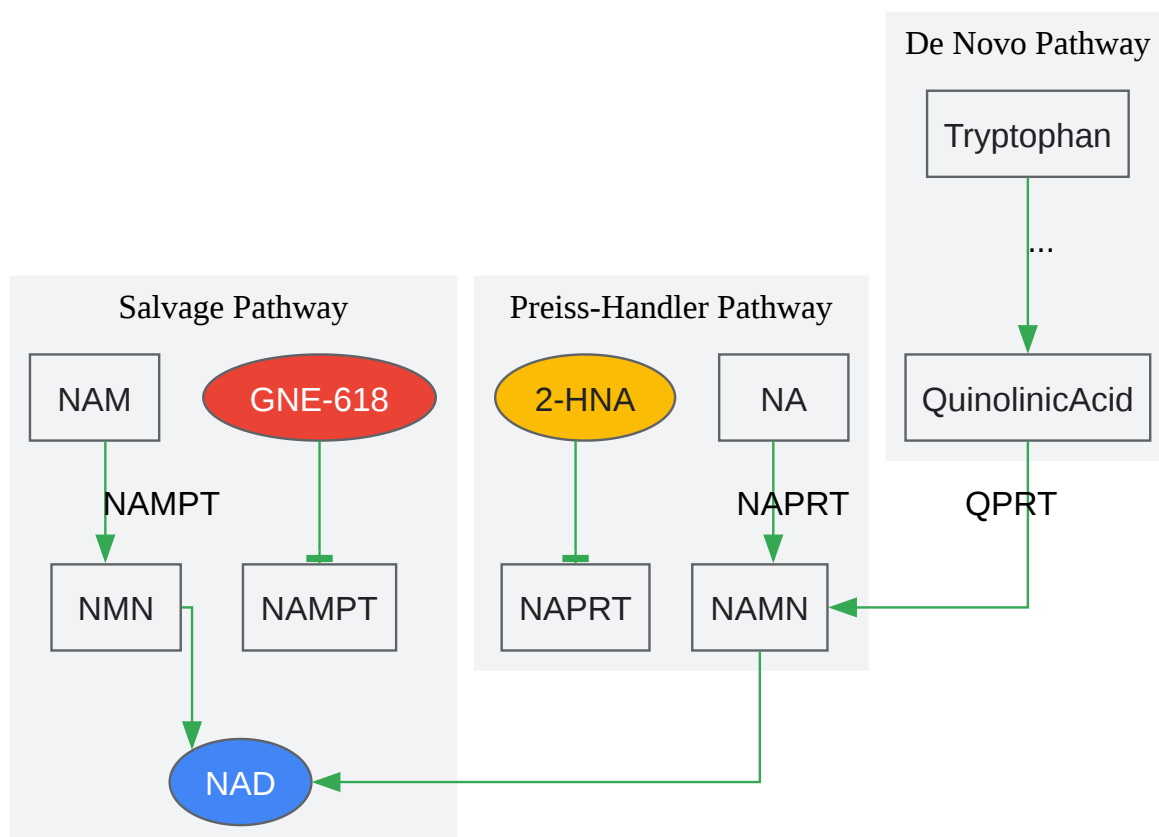 De Novo Pathway
Tryptophan
...
Salvage Pathway
Preiss-Handler Pathway
NAM
GNE-618
2-HNA
NA
QuinolinicAcid
NAMPT
NAPRT
QPRT
NMN
NAMPT
NAPRT
NAMN
NAD